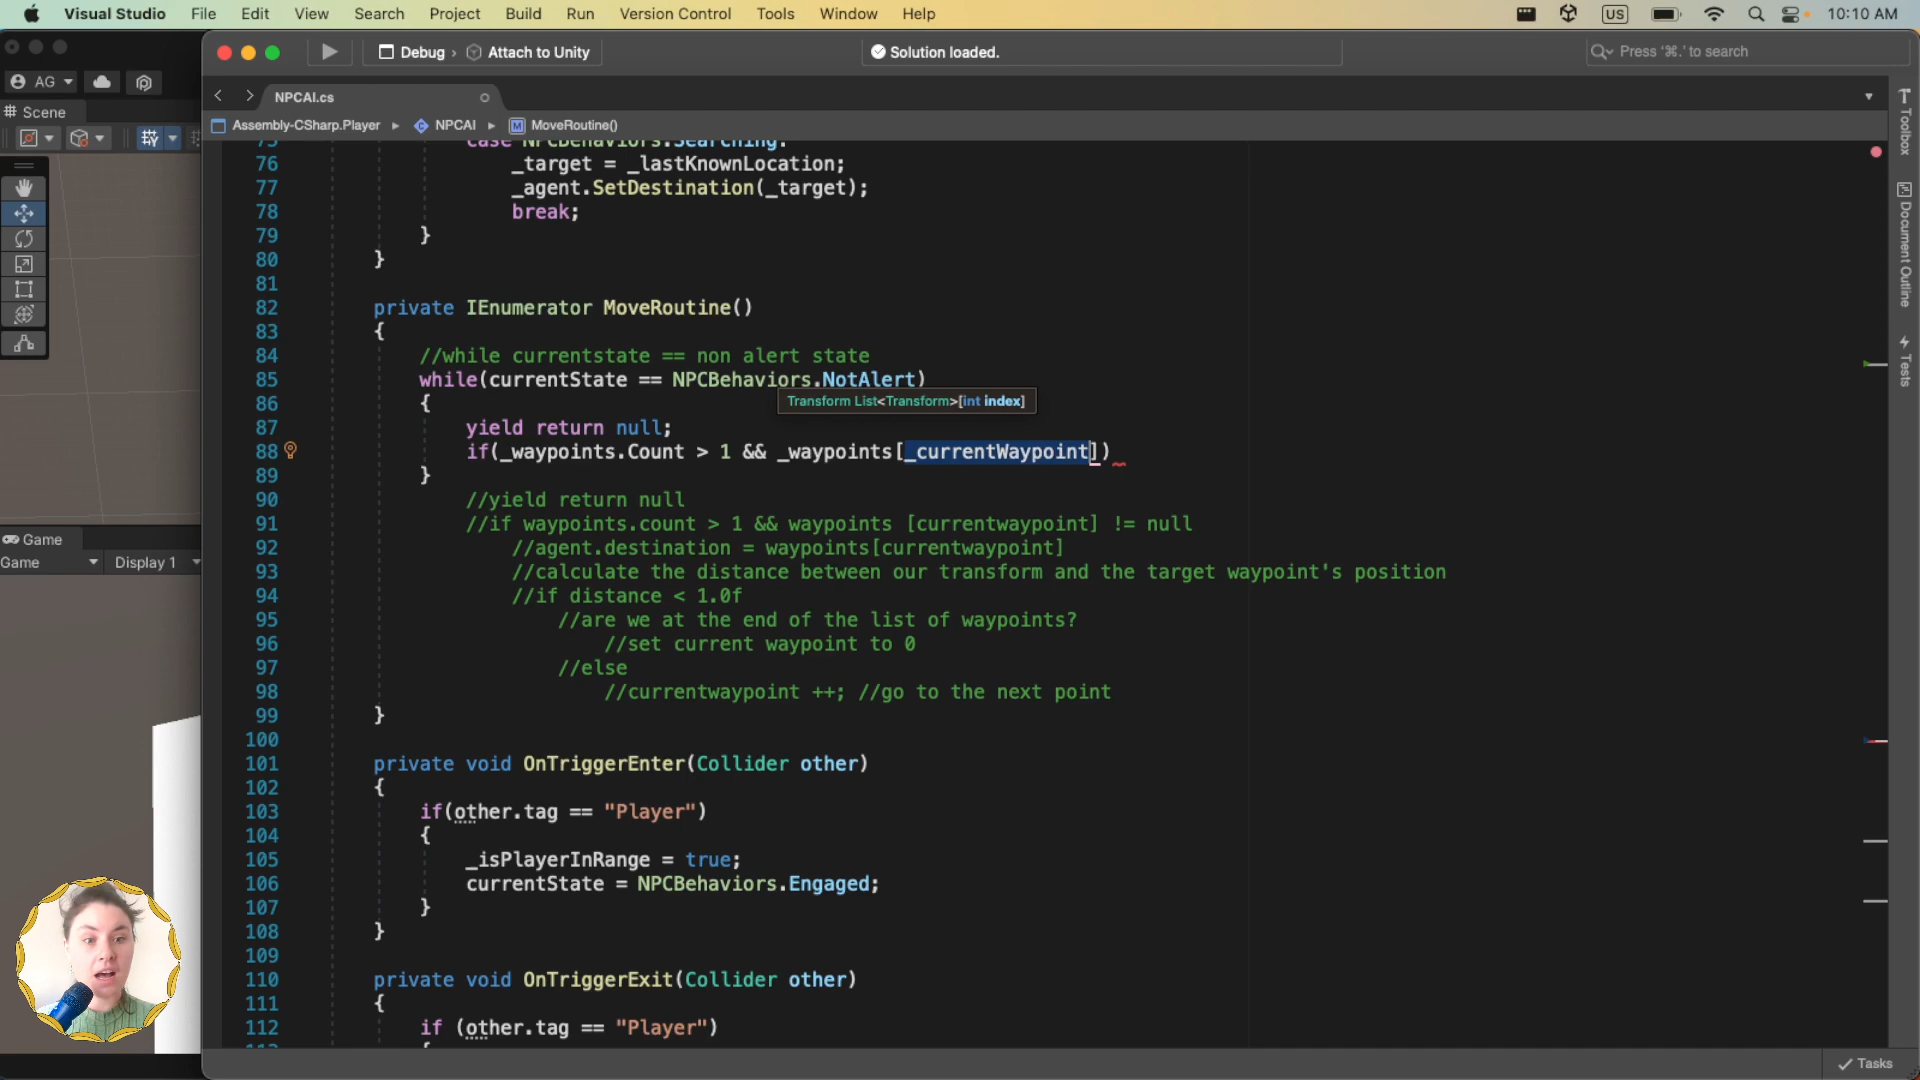 Visual Studio File Edit View Search Project Build Run Version Control Tools Window Help US 10:10 AM
Debug › Attach to Unity Solution loaded. Press '⌘.' to search
AG
NPCAI.cs
Scene
Assembly-CSharp.Player NPCAI M MoveRoutine()
Toolbox
Document Outline
Tests
75 case NPCBehaviors.Searching:
76 _target = _lastKnownLocation;
77 _agent.SetDestination(_target);
78 break;
79 }
80 }
81
82 private IEnumerator MoveRoutine()
83 {
84 //while currentstate == non alert state
85 while(currentState == NPCBehaviors.NotAlert)
86 {
Transform List<Transform>[int index]
87 yield return null;
88 if(_waypoints.Count > 1 && _waypoints[_currentWaypoint])
89 }
90 //yield return null
91 //if waypoints.count > 1 && waypoints [currentwaypoint] != null
92 //agent.destination = waypoints[currentwaypoint]
93 //calculate the distance between our transform and the target waypoint's position
94 //if distance < 1.0f
95 //are we at the end of the list of waypoints?
96 //set current waypoint to 0
97 //else
98 //currentwaypoint ++; //go to the next point
99 }
100
101 private void OnTriggerEnter(Collider other)
102 {
103 if(other.tag == "Player")
104 {
105 _isPlayerInRange = true;
106 currentState = NPCBehaviors.Engaged;
107 }
108 }
109
110 private void OnTriggerExit(Collider other)
111 {
112 if (other.tag == "Player")
Game
Game Display 1
Tasks